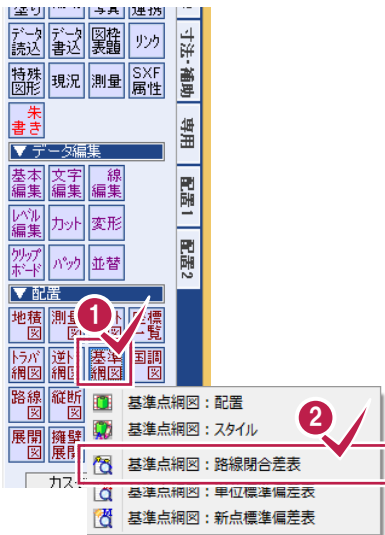 データ読込 データ書込 図枠表題 リンク
特殊図形 現況 測量 SXF属性
朱書き
▼ データ編集
基本編集 文字編集 線編集
レベル編集 カット 変形
クリップボード パック 並替
▼ 配置
地積図
トラバ網図 基準網図 国調図
路線図 縦断図
展開図 擁壁展開
寸法・補助
専用
配置1
配置2
1
基準点網図：配置
基準点網図：スタイル
2
基準点網図：路線閉合差表
基準点網図：単位標準偏差表
基準点網図：新点標準偏差表